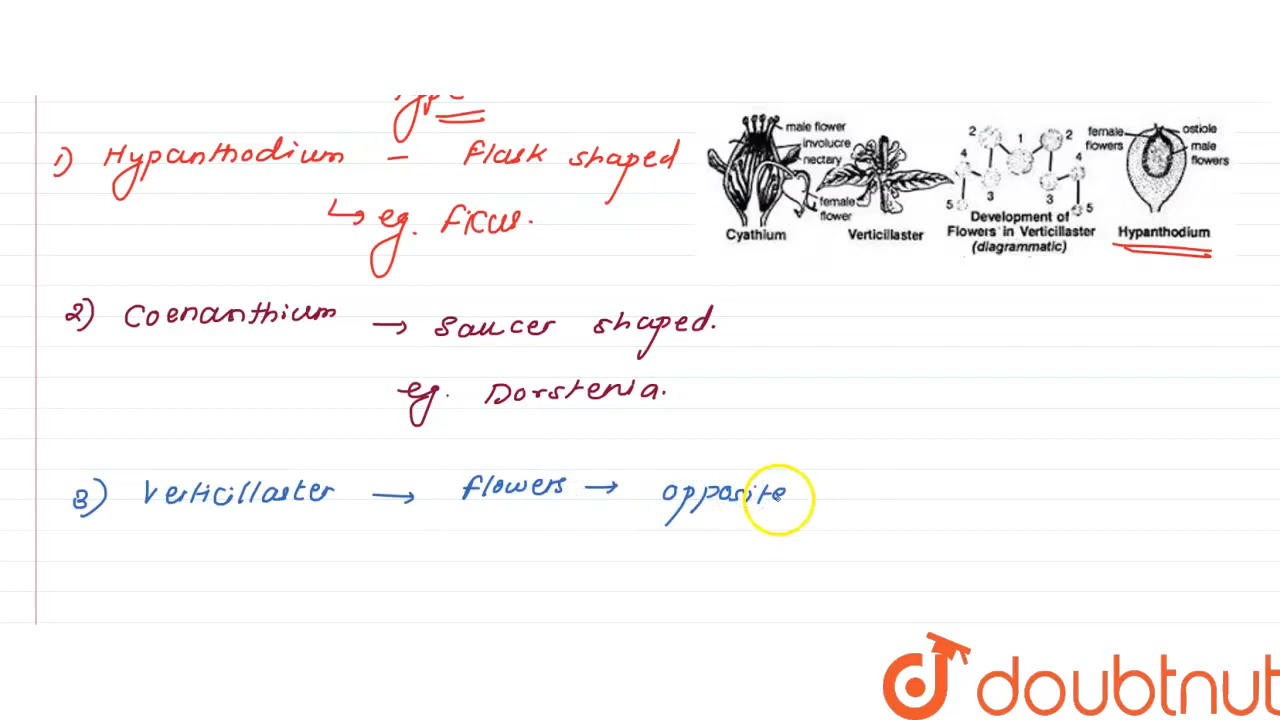 1) Hypanthodium – flask shaped
↳ eg. ficus.
2) Coenanthium → saucer shaped.
eg. Dorstenia.
3) Verticillaster → flowers → opposite
male flower
involucre
nectary
female
flower
Cyathium
Verticillaster
2 1 2
4 4
3 3
5 5
Development of
Flowers in Verticillaster
(diagrammatic)
female
flowers
ostiole
male
flowers
Hypanthodium
doubtnut